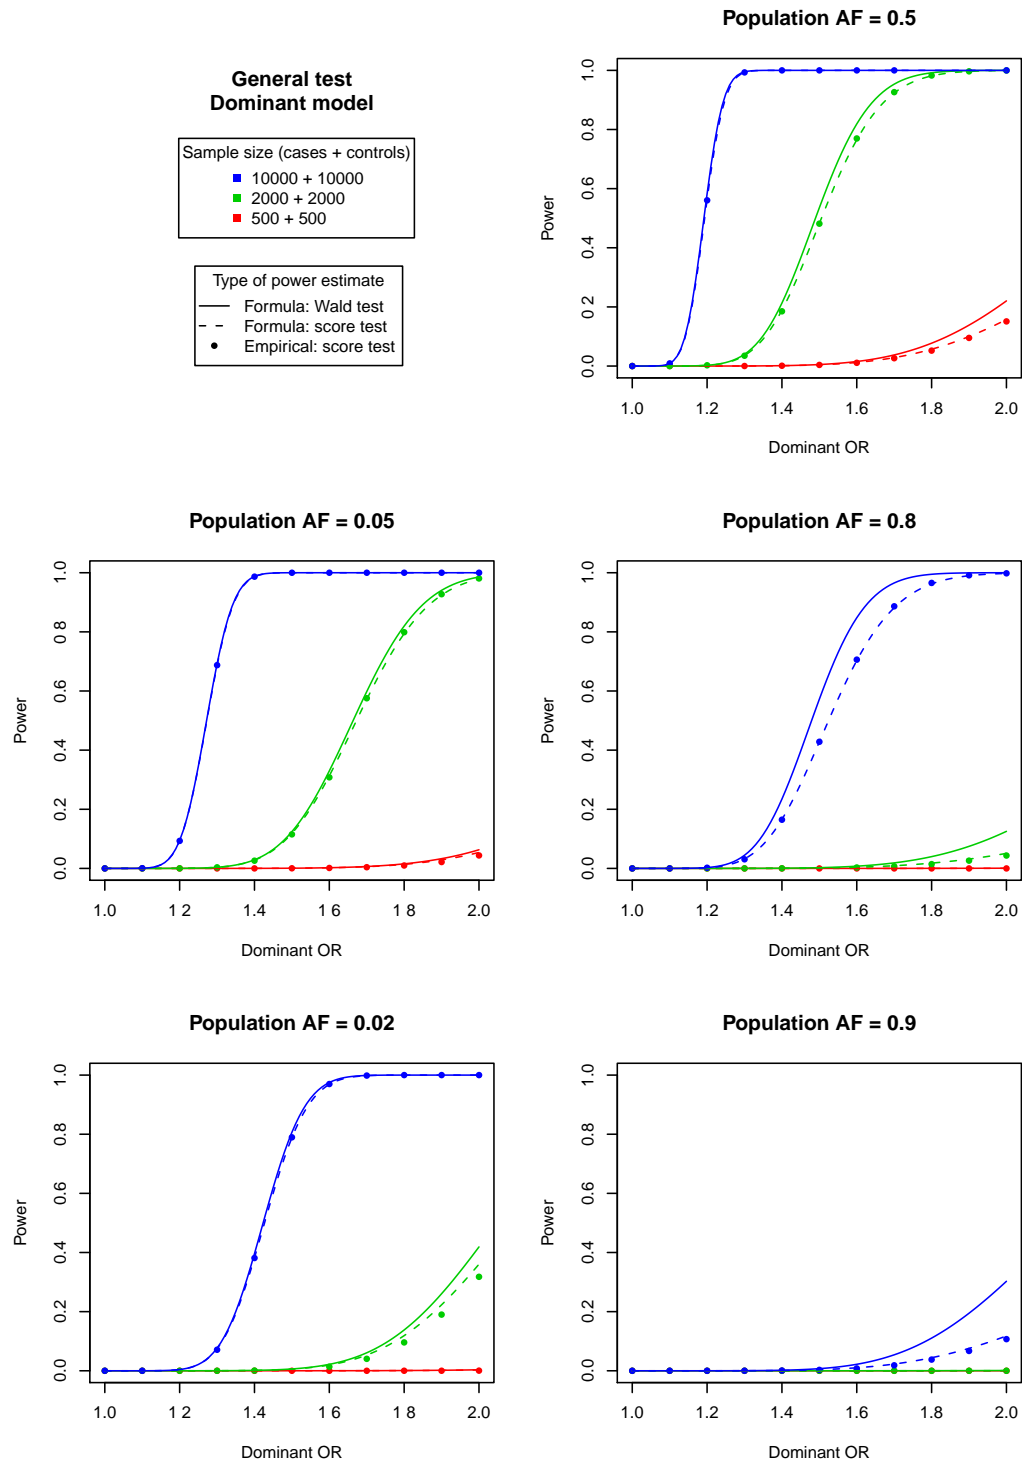 General test
Dominant model
Sample size (cases + controls)
10000 + 10000
2000 + 2000
500 + 500
Type of power estimate
Formula: Wald test
Formula: score test
Empirical: score test
Population AF = 0.5
1.0
0.8
0.6
0.4
0.2
0.0
Power
1.0 1.2 1.4 1.6 1.8 2.0
Dominant OR
Population AF = 0.05
1.0
0.8
0.6
0.4
0.2
0.0
Power
1.0 1 2 1.4 1 6 1 8 2.0
Dominant OR
Population AF = 0.8
1.0
0.8
0.6
0.4
0.2
0.0
Power
1.0 1.2 1.4 1.6 1.8 2.0
Dominant OR
Population AF = 0.02
1.0
0.8
0.6
0.4
0.2
0.0
Power
1.0 1 2 1.4 1 6 1 8 2.0
Dominant OR
Population AF = 0.9
1.0
0.8
0.6
0.4
0.2
0.0
Power
1.0 1.2 1.4 1.6 1.8 2.0
Dominant OR